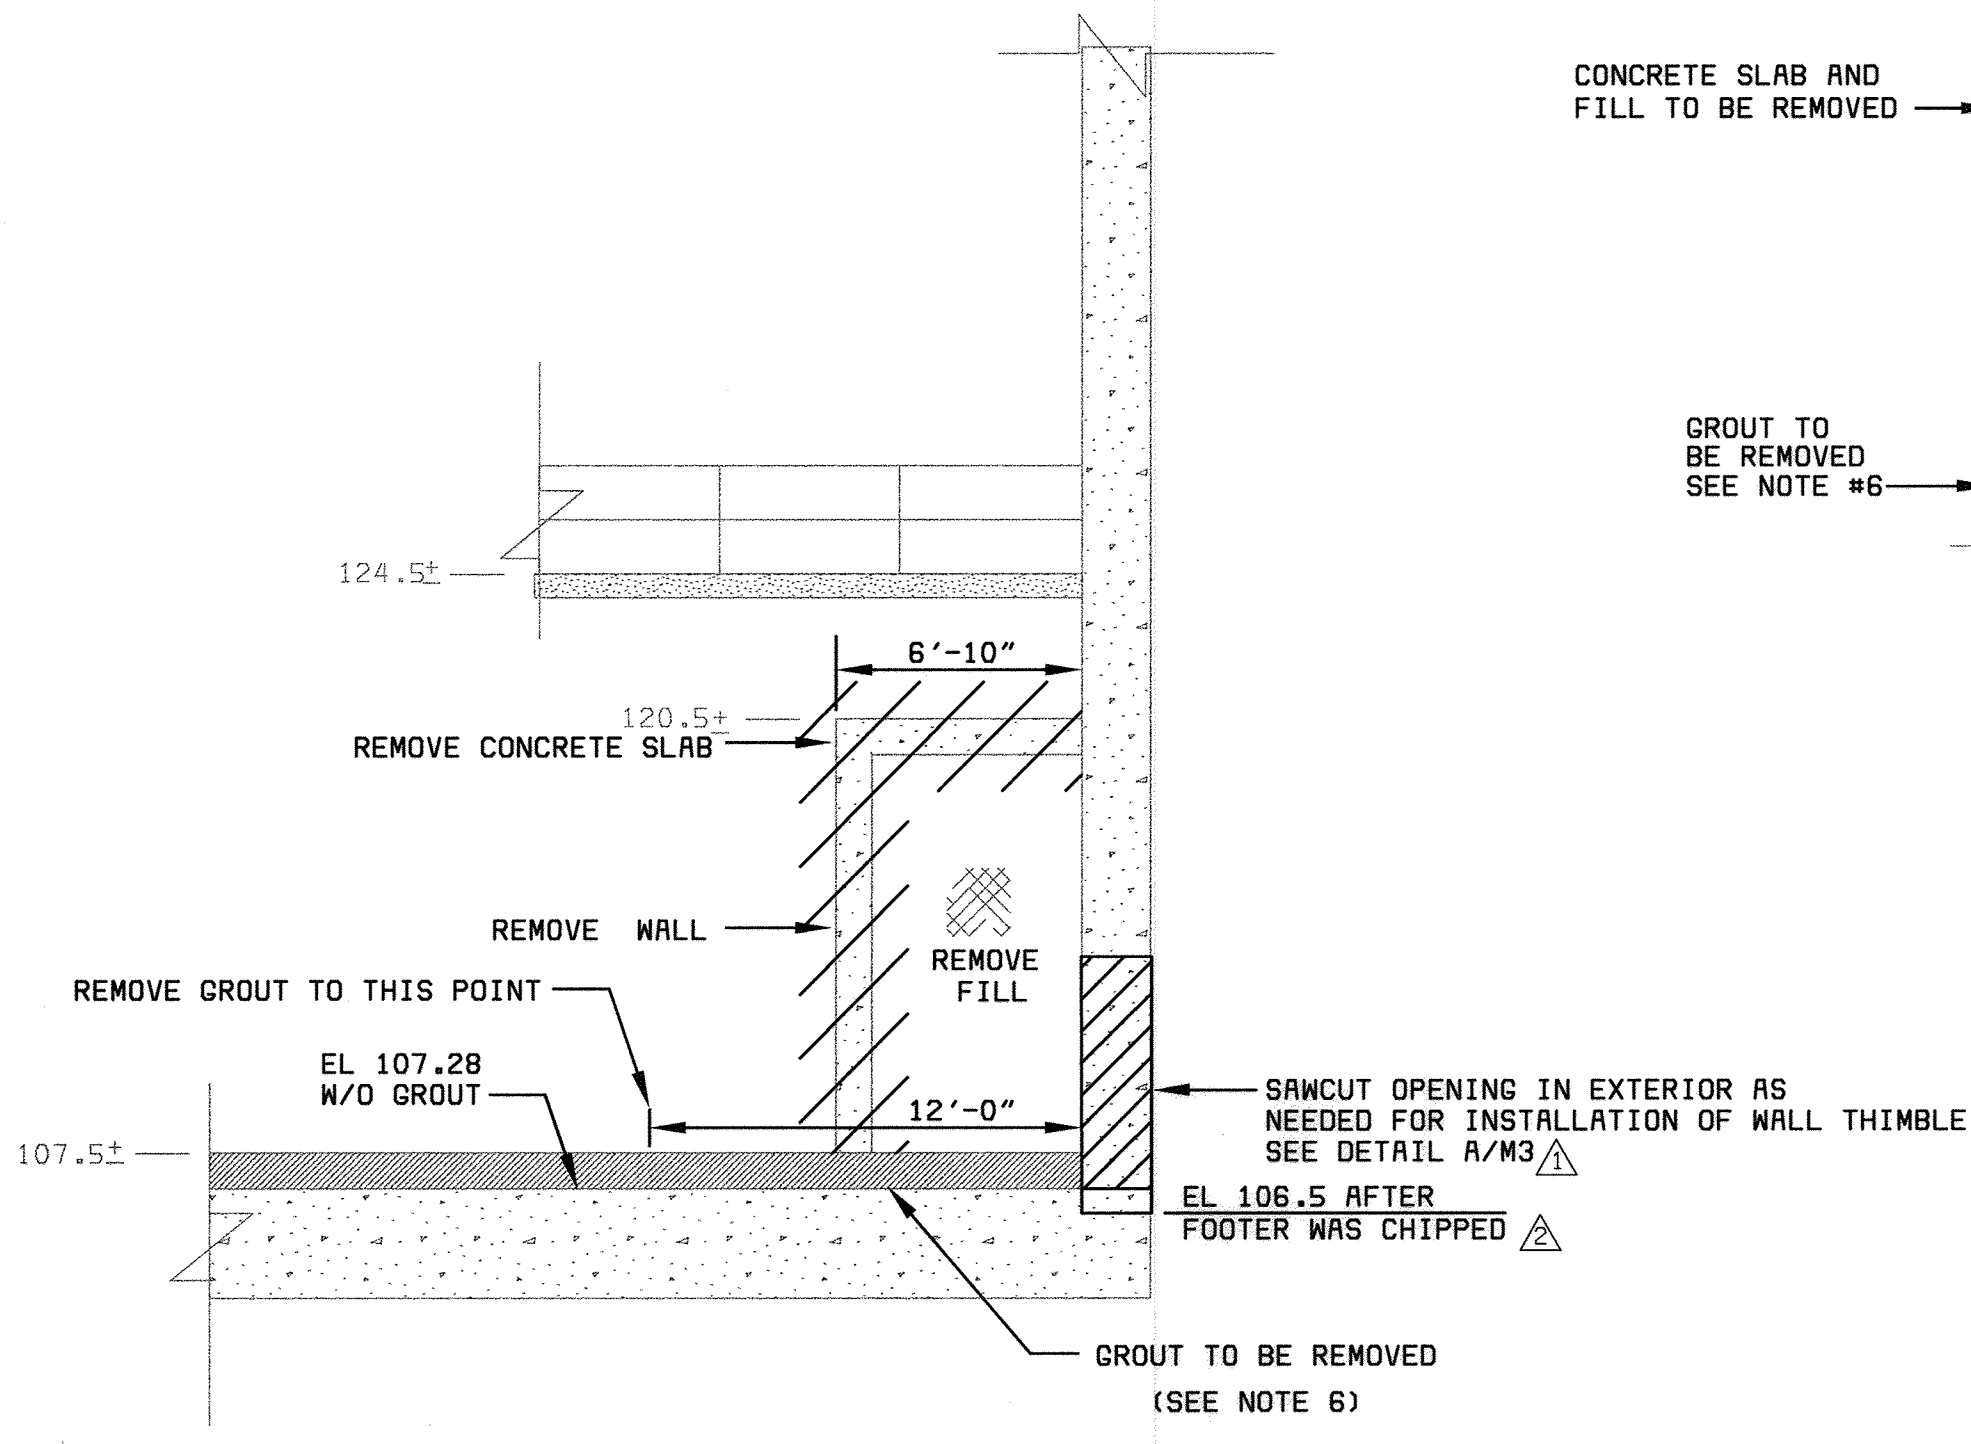 CONCRETE SLAB AND
FILL TO BE REMOVED
GROUT TO
BE REMOVED
SEE NOTE #6
124.5±
6'-10"
120.5±
REMOVE CONCRETE SLAB
REMOVE WALL
REMOVE
FILL
REMOVE GROUT TO THIS POINT
EL 107.28
W/O GROUT
12'-0"
107.5±
SAWCUT OPENING IN EXTERIOR AS
NEEDED FOR INSTALLATION OF WALL THIMBLE
SEE DETAIL A/M3 1
EL 106.5 AFTER
FOOTER WAS CHIPPED 2
GROUT TO BE REMOVED
(SEE NOTE 6)